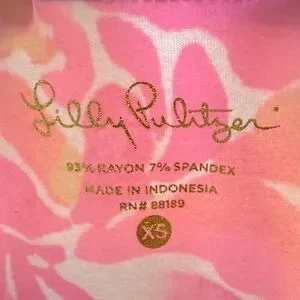 Lilly Pulitzer®
93% RAYON 7% SPANDEX
MADE IN INDONESIA
RN# 88189
XS